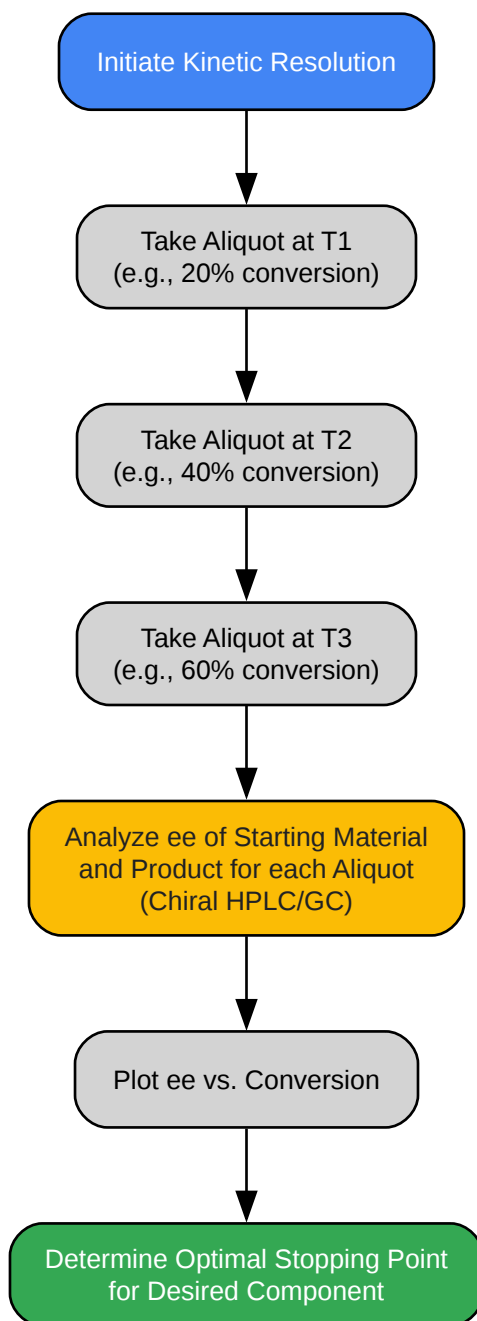 Initiate Kinetic Resolution
Take Aliquot at T1
(e.g., 20% conversion)
Take Aliquot at T2
(e.g., 40% conversion)
Take Aliquot at T3
(e.g., 60% conversion)
Analyze ee of Starting Material
and Product for each Aliquot
(Chiral HPLC/GC)
Plot ee vs. Conversion
Determine Optimal Stopping Point
for Desired Component